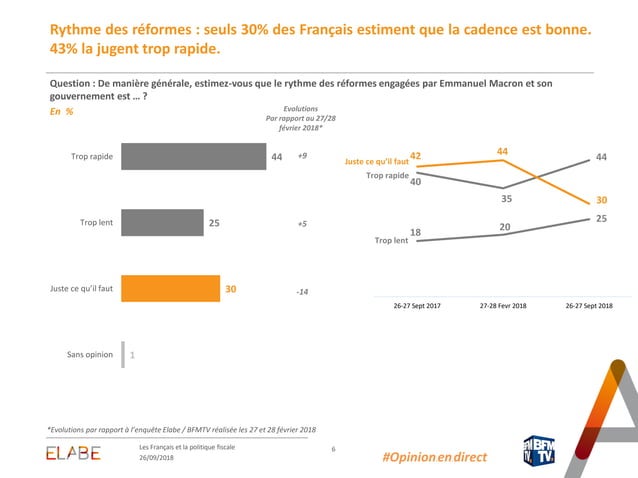 Rythme des réformes : seuls 30% des Français estiment que la cadence est bonne.
43% la jugent trop rapide.
Question : De manière générale, estimez-vous que le rythme des réformes engagées par Emmanuel Macron et son
gouvernement est … ?
En %
Evolutions
Par rapport au 27/28
février 2018*
Trop rapide 44 +9
Trop lent 25 +5
Juste ce qu'il faut 30 -14
Sans opinion 1
Juste ce qu'il faut 42 44 30
Trop rapide 40 35 44
Trop lent 18 20 25
26-27 Sept 2017 27-28 Fevr 2018 26-27 Sept 2018
*Evolutions par rapport à l'enquête Elabe / BFMTV réalisée les 27 et 28 février 2018
ELABE
Les Français et la politique fiscale
26/09/2018
6
#Opinionendirect
BFM
TV.